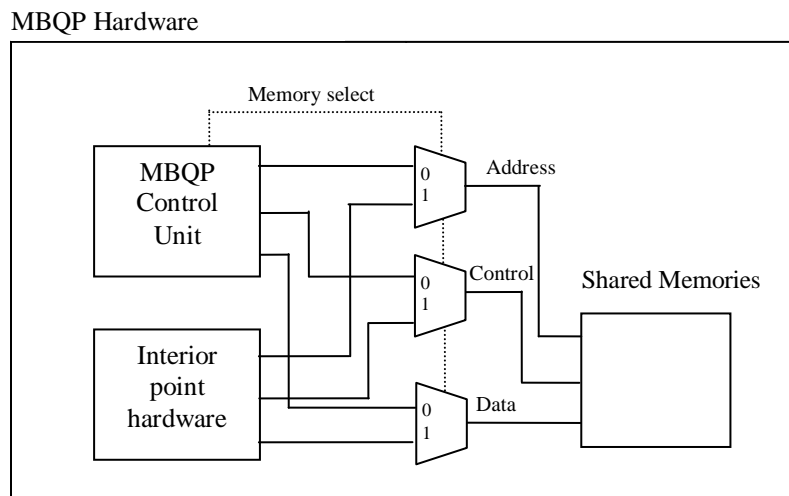 MBQP Hardware
Memory select
MBQP
Control
Unit
0
1
Address
0
1
Control
Shared Memories
Interior
point
hardware
0
1
Data